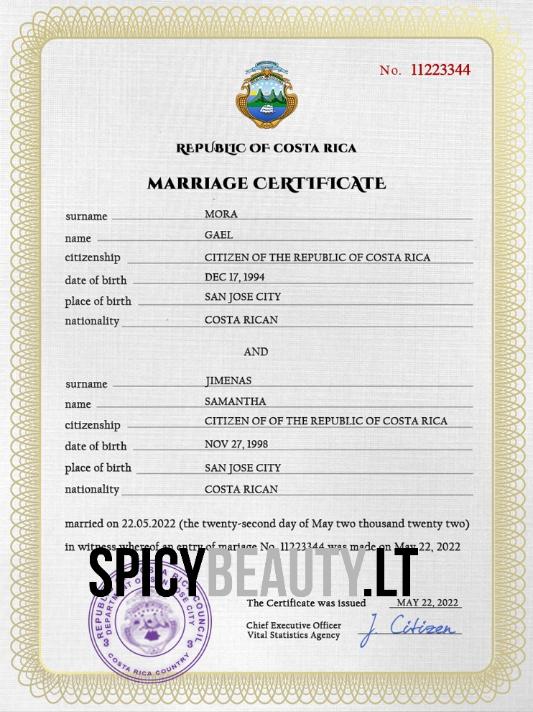 No. 11223344
REPUBLIC OF COSTA RICA
MARRIAGE CERTIFICATE
surname MORA
name GAEL
citizenship CITIZEN OF THE REPUBLIC OF COSTA RICA
date of birth DEC 17, 1994
place of birth SAN JOSE CITY
nationality COSTA RICAN
AND
surname JIMENAS
name SAMANTHA
citizenship CITIZEN OF OF THE REPUBLIC OF COSTA RICA
date of birth NOV 27, 1998
place of birth SAN JOSE CITY
nationality COSTA RICAN
married on 22.05.2022 (the twenty-second day of May two thousand twenty two)
in witness whereof an entry of mariage No. 11223344 was made on May 22, 2022
SPICYBEAUTY.LT
COSTA RICA COUNCIL
DEPARTMENT OF SAN JOSE CITY
3 3
COSTA RICA COUNTRY
The Certificate was issued MAY 22, 2022
Chief Executive Officer
Vital Statistics Agency
J. Citizen